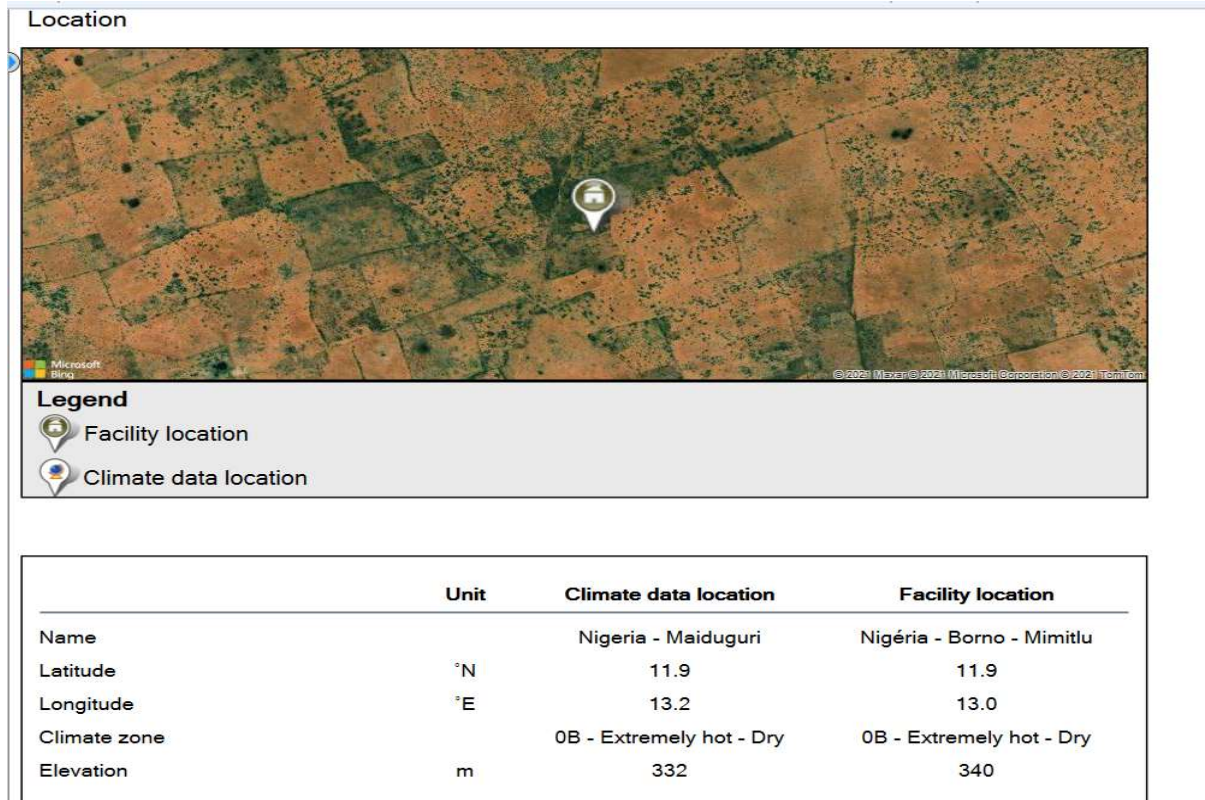 Location
Microsoft
Bing
© 2021 Maxar © 2021 Microsoft Corporation © 2021 TomTom
Legend
Facility location
Climate data location
Unit Climate data location Facility location
Name Nigeria - Maiduguri Nigéria - Borno - Mimitlu
Latitude ˚N 11.9 11.9
Longitude ˚E 13.2 13.0
Climate zone 0B - Extremely hot - Dry 0B - Extremely hot - Dry
Elevation m 332 340